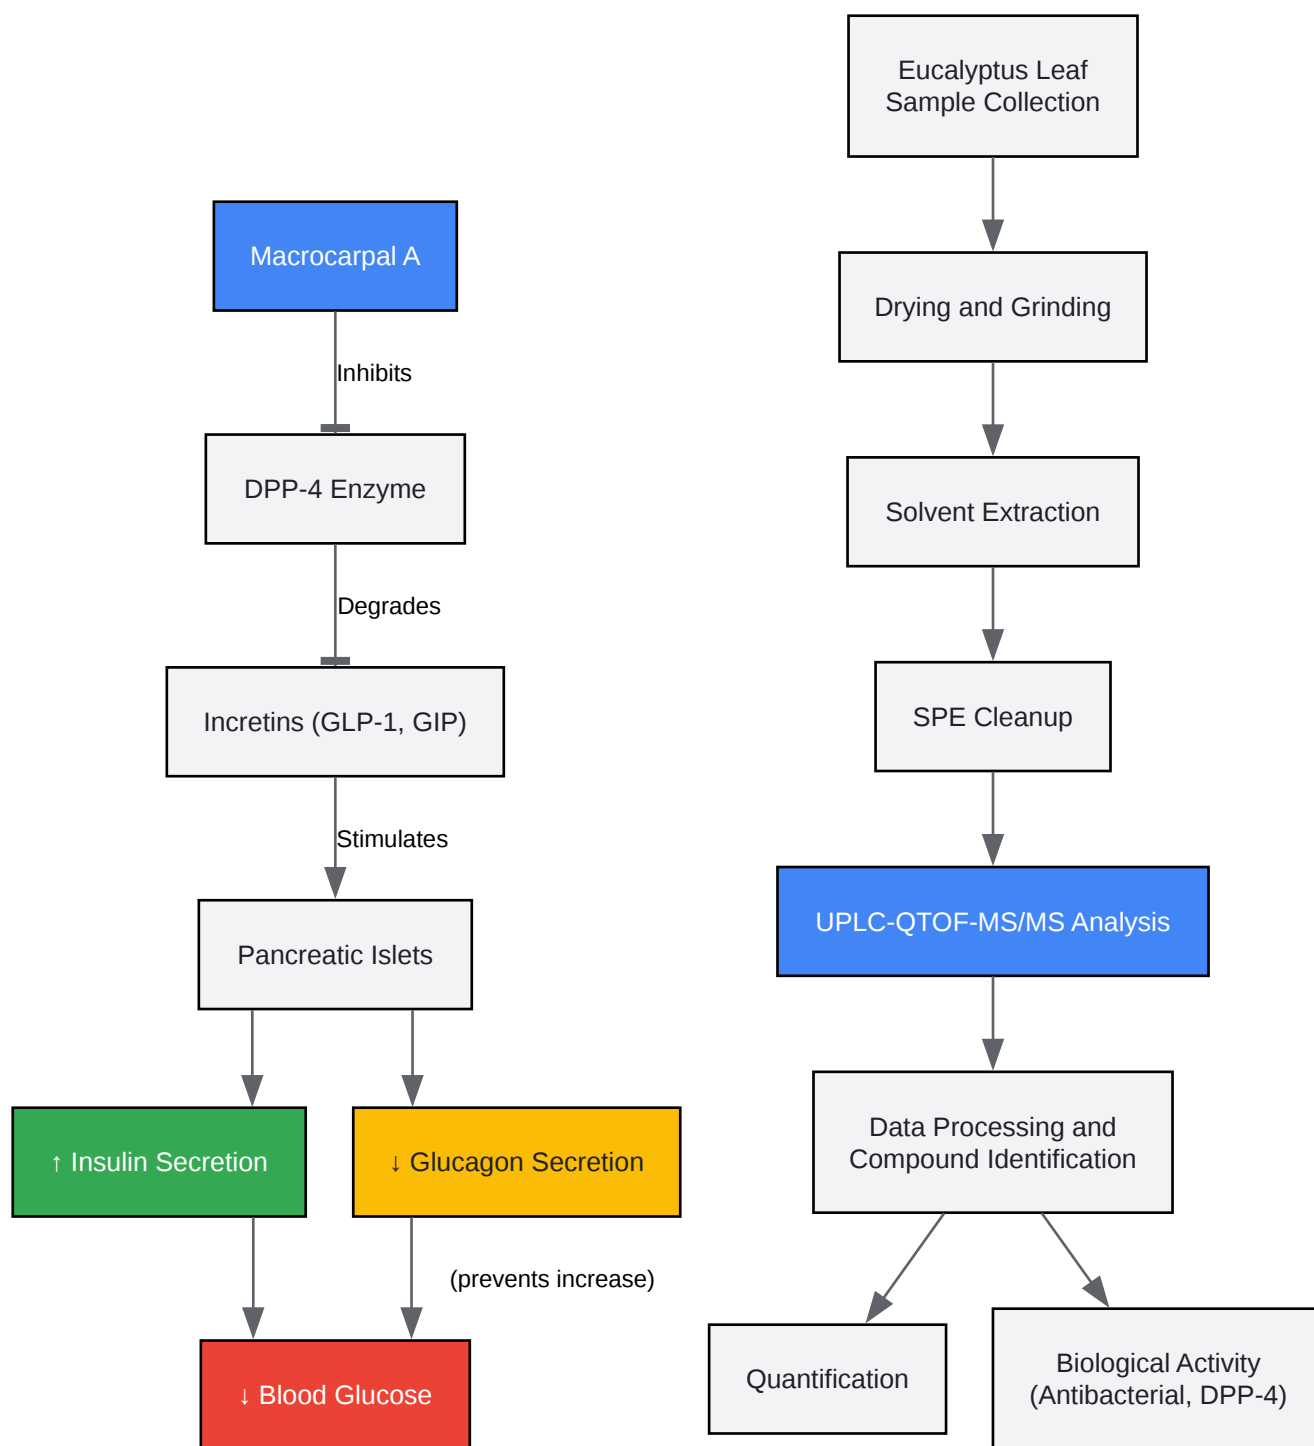 Macrocarpal A
Inhibits
DPP-4 Enzyme
Degrades
Incretins (GLP-1, GIP)
Stimulates
Pancreatic Islets
↑ Insulin Secretion
↓ Glucagon Secretion
(prevents increase)
↓ Blood Glucose
Eucalyptus Leaf
Sample Collection
Drying and Grinding
Solvent Extraction
SPE Cleanup
UPLC-QTOF-MS/MS Analysis
Data Processing and
Compound Identification
Quantification
Biological Activity
(Antibacterial, DPP-4)